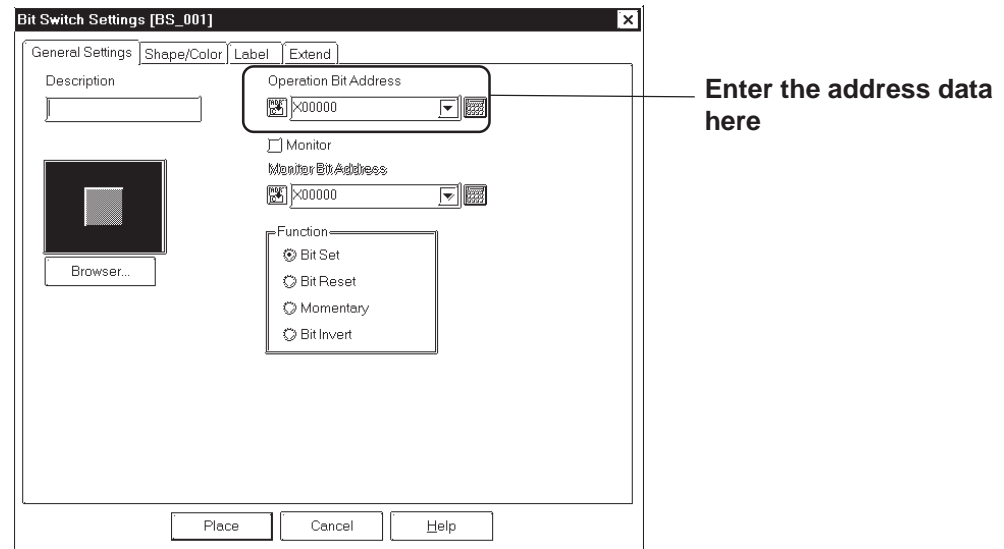 Bit Switch Settings [BS_001]
General Settings Shape/Color Label Extend
Description
Operation Bit Address
X00000
Monitor
Monitor Bit Address
X00000
Function
Bit Set
Bit Reset
Momentary
Bit Invert
Browser...
Place Cancel Help
Enter the address data
here